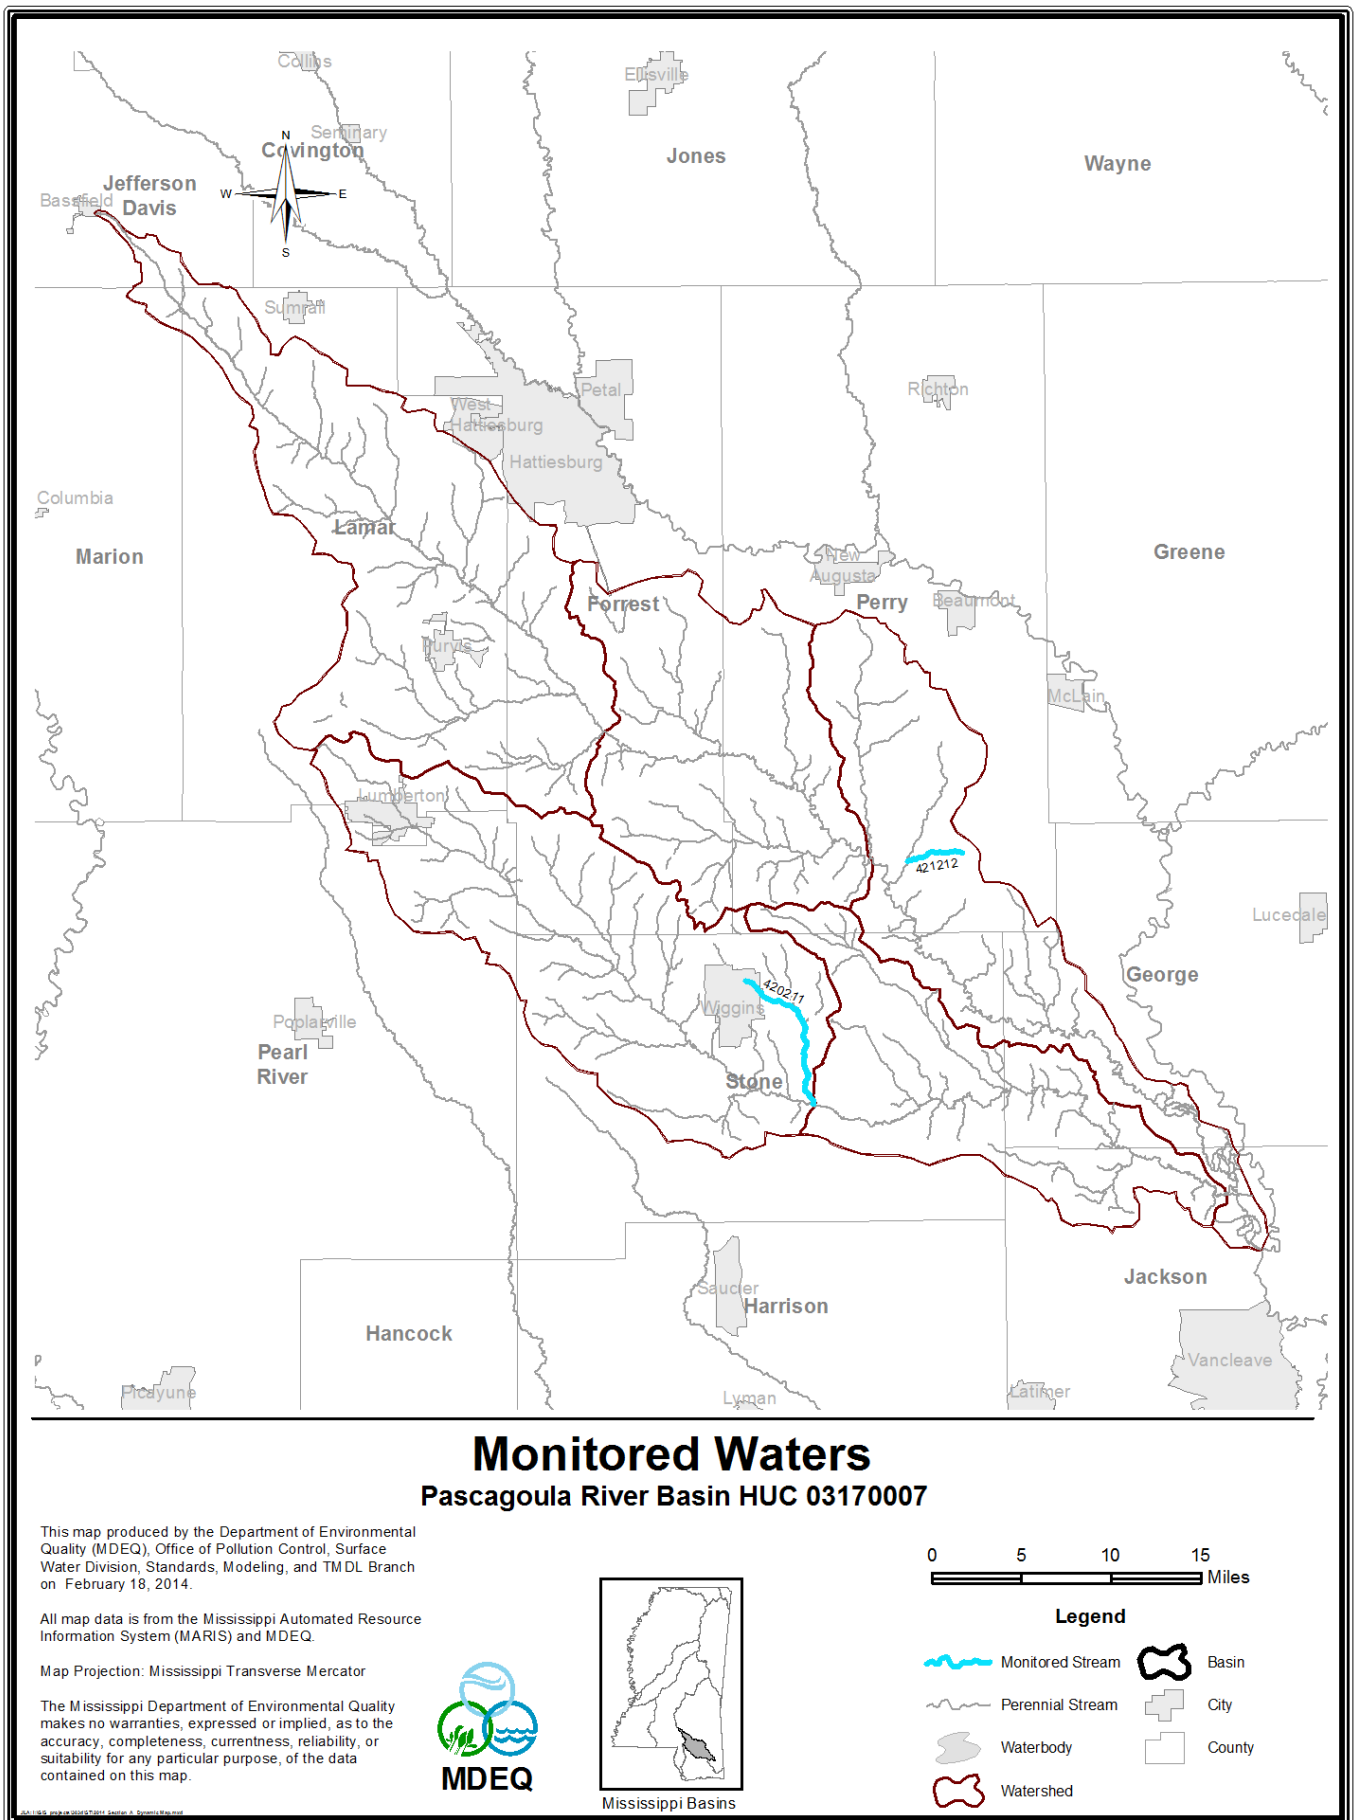 Collins
Ellisville
Seminary
N
Covington
Jones
Wayne
Jefferson
Davis
W
E
Bassfield
S
Sumrall
Petal
Richton
West
Hattiesburg
Hattiesburg
Columbia
Lamar
Marion
Greene
New
Augusta
Forrest
Perry
Beaumont
Purvis
McLain
Lumberton
421212
Lucedale
George
420211
Wiggins
Poplarville
Pearl
River
Stone
Jackson
Saucier
Harrison
Hancock
Vancleave
Picayune
Lyman
Latimer
Monitored Waters
Pascagoula River Basin HUC 03170007
This map produced by the Department of Environmental
Quality (MDEQ), Office of Pollution Control, Surface
Water Division, Standards, Modeling, and TMDL Branch
on February 18, 2014.
All map data is from the Mississippi Automated Resource
Information System (MARIS) and MDEQ.
Map Projection: Mississippi Transverse Mercator
The Mississippi Department of Environmental Quality
makes no warranties, expressed or implied, as to the
accuracy, completeness, currentness, reliability, or
suitability for any particular purpose, of the data
contained on this map.
MDEQ
Mississippi Basins
0 5 10 15
Miles
Legend
Monitored Stream
Basin
Perennial Stream
City
Waterbody
County
Watershed